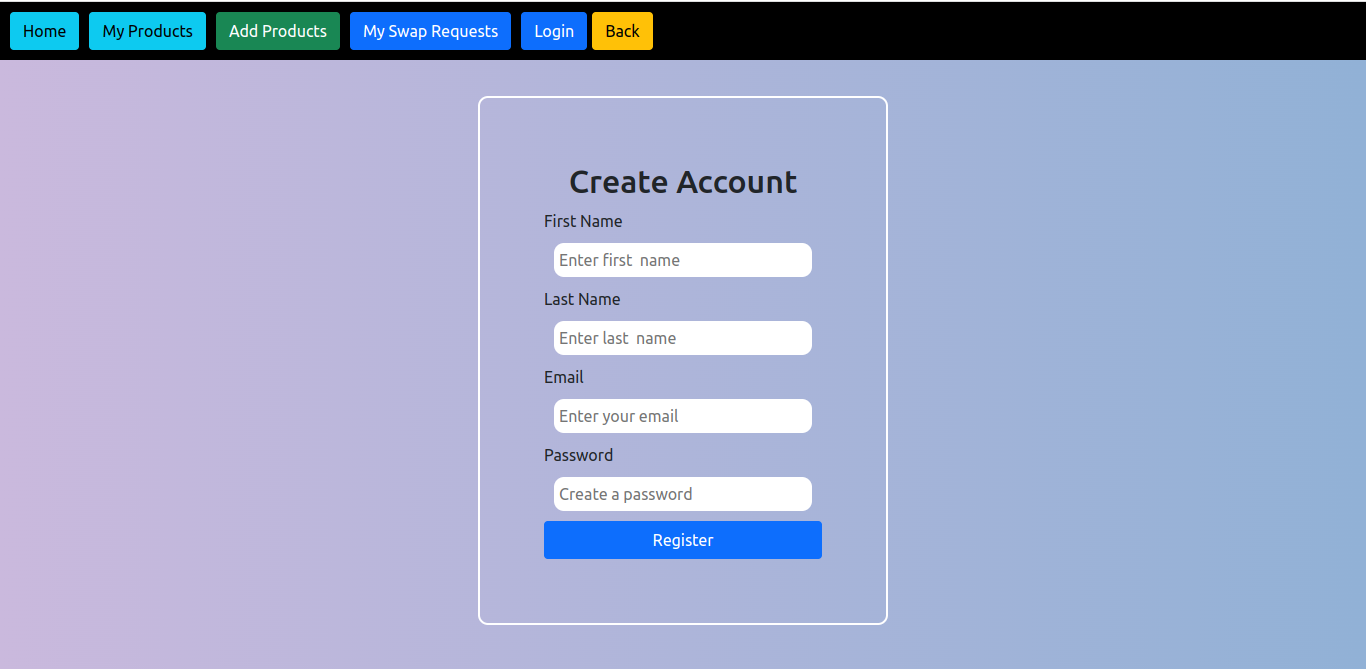 Home My Products Add Products My Swap Requests Login Back
Create Account
First Name
Enter first  name
Last Name
Enter last  name
Email
Enter your email
Password
Create a password
Register